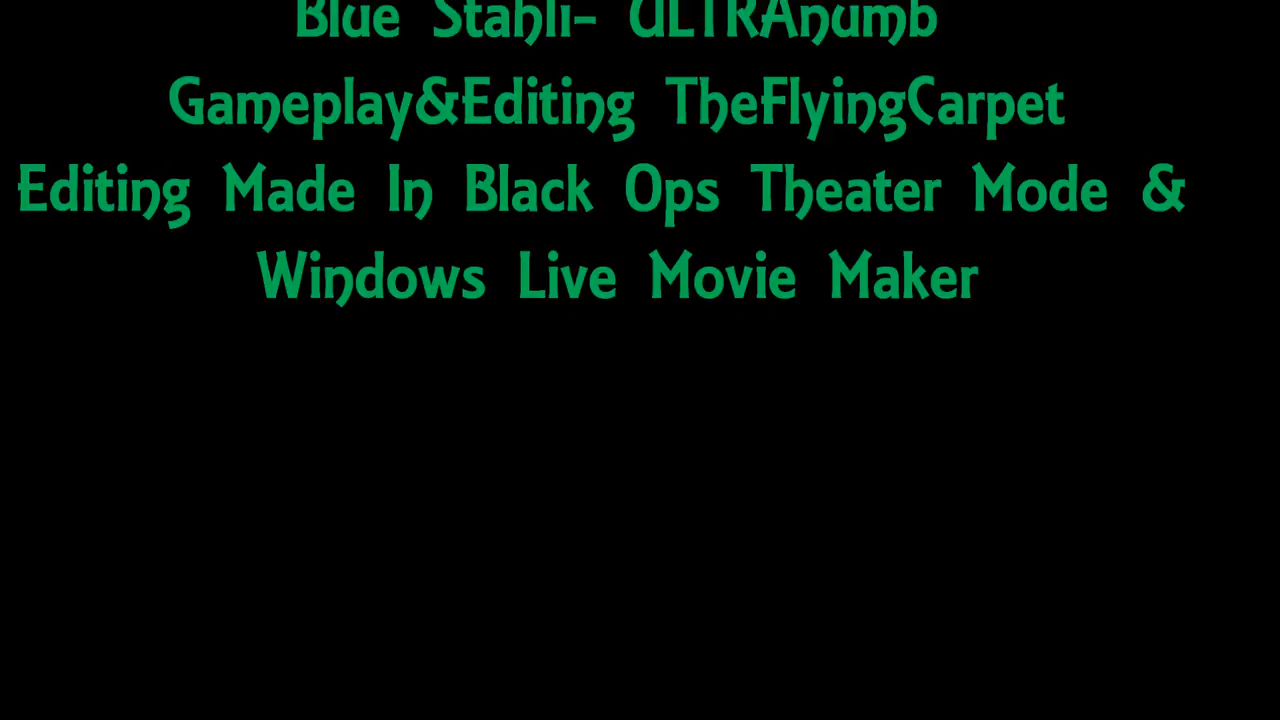 Blue Stahli- ULTRAnumb
Gameplay&Editing TheFlyingCarpet
Editing Made In Black Ops Theater Mode &
Windows Live Movie Maker